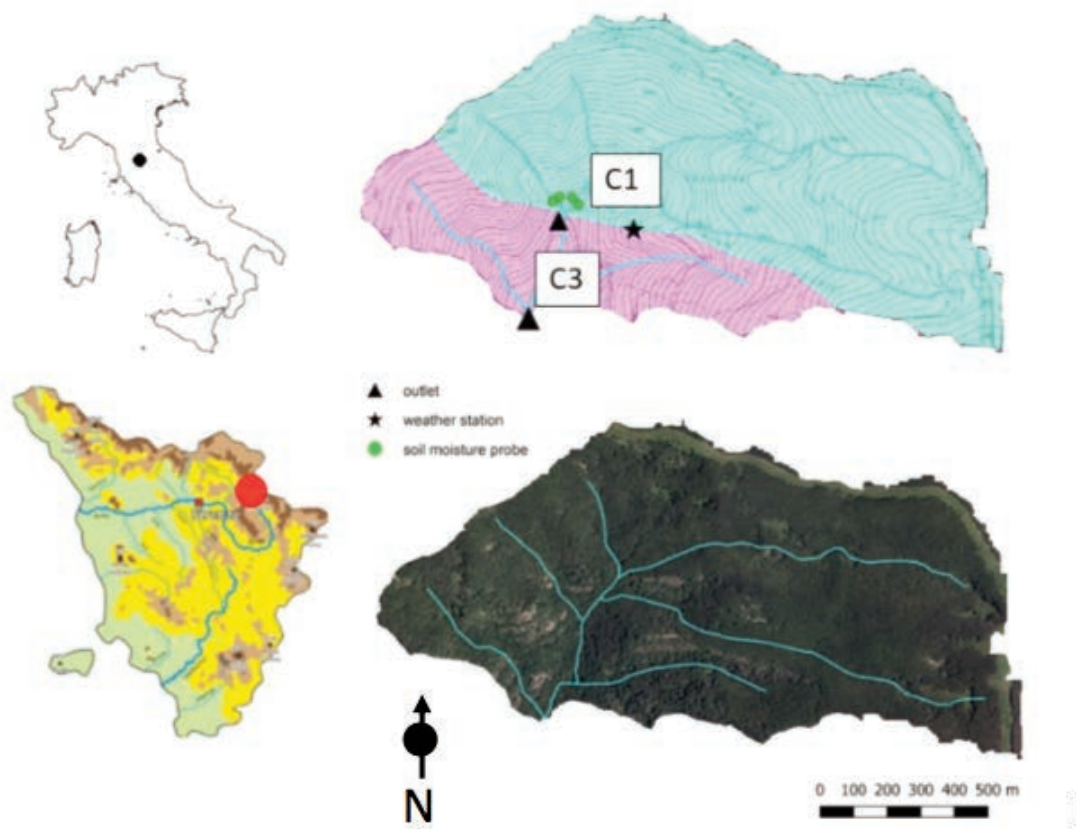 C1
C3
outlet
weather station
soil moisture probe
N
0 100 200 300 400 500 m